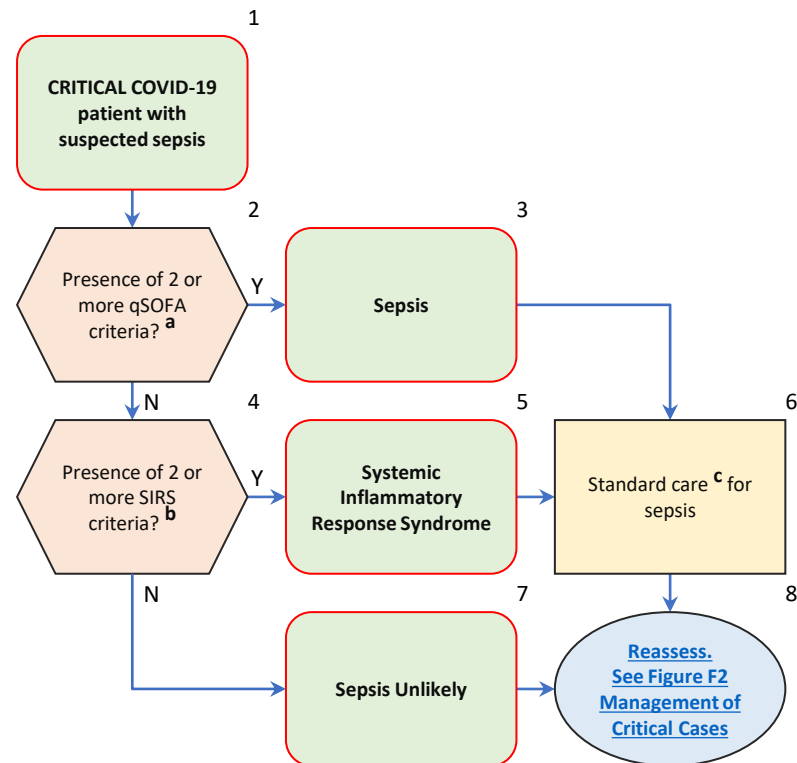 1
CRITICAL COVID-19
patient with
suspected sepsis
2
Presence of 2 or
more qSOFA
criteria? a
Y
3
Sepsis
N
4
Presence of 2 or
more SIRS
criteria? b
Y
5
Systemic
Inflammatory
Response Syndrome
6
Standard care c for
sepsis
N
7
Sepsis Unlikely
8
Reassess.
See Figure F2
Management of
Critical Cases